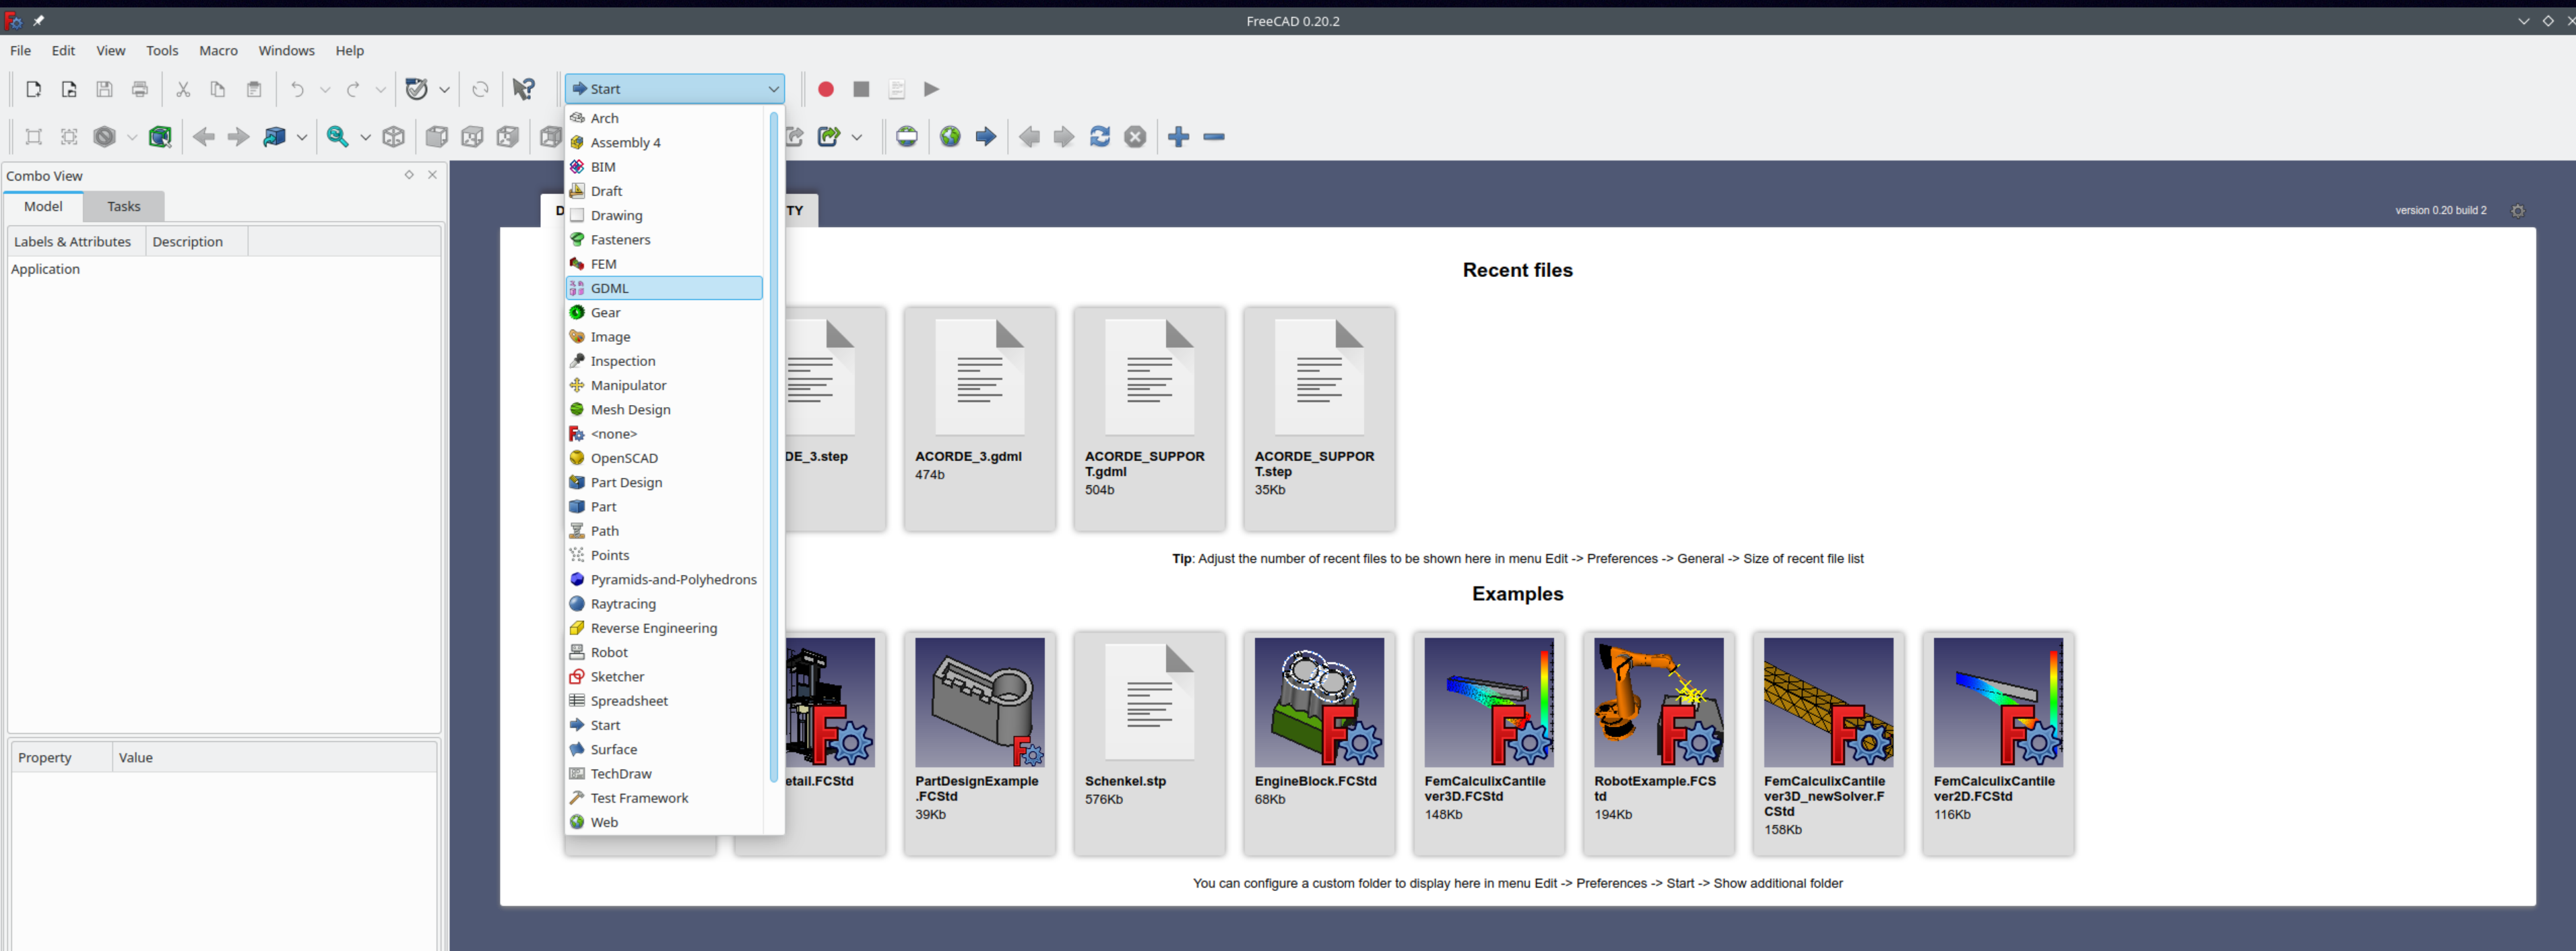 FreeCAD 0.20.2
File Edit View Tools Macro Windows Help
Start
Arch
Assembly 4
BIM
Draft
Drawing
Fasteners
FEM
GDML
Gear
Image
Inspection
Manipulator
Mesh Design
<none>
OpenSCAD
Part Design
Part
Path
Points
Pyramids-and-Polyhedrons
Raytracing
Reverse Engineering
Robot
Sketcher
Spreadsheet
Start
Surface
TechDraw
Test Framework
Web
Combo View
Model Tasks
Labels & Attributes Description
Application
Property Value
D
TY
version 0.20 build 2
Recent files
DE_3.step
ACORDE_3.gdml
474b
ACORDE_SUPPOR
T.gdml
504b
ACORDE_SUPPOR
T.step
35Kb
Tip: Adjust the number of recent files to be shown here in menu Edit -> Preferences -> General -> Size of recent file list
Examples
etail.FCStd
PartDesignExample
.FCStd
39Kb
Schenkel.stp
576Kb
EngineBlock.FCStd
68Kb
FemCalculixCantile
ver3D.FCStd
148Kb
RobotExample.FCS
td
194Kb
FemCalculixCantile
ver3D_newSolver.F
CStd
158Kb
FemCalculixCantile
ver2D.FCStd
116Kb
You can configure a custom folder to display here in menu Edit -> Preferences -> Start -> Show additional folder